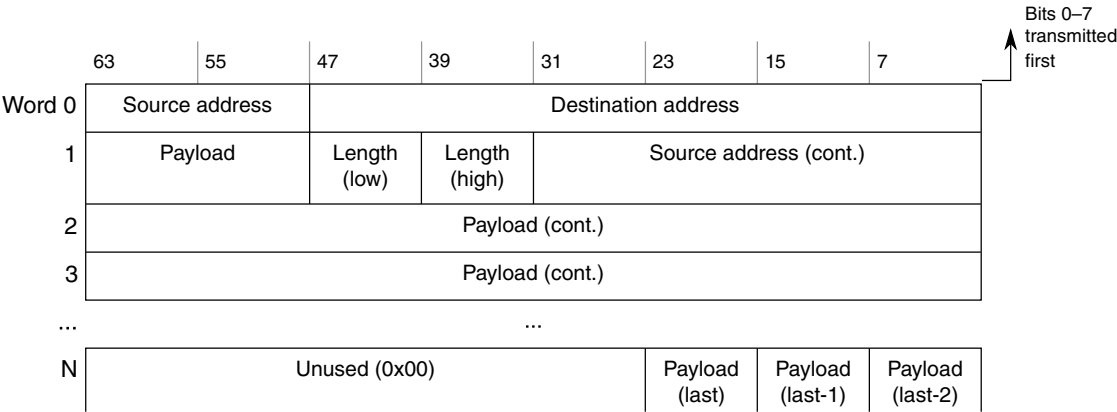 Bits 0–7
transmitted
first
63 55 47 39 31 23 15 7
Word 0 Source address Destination address
1 Payload Length Length Source address (cont.)
(low) (high)
2 Payload (cont.)
3 Payload (cont.)
... ...
N Unused (0x00) Payload Payload Payload
(last) (last-1) (last-2)